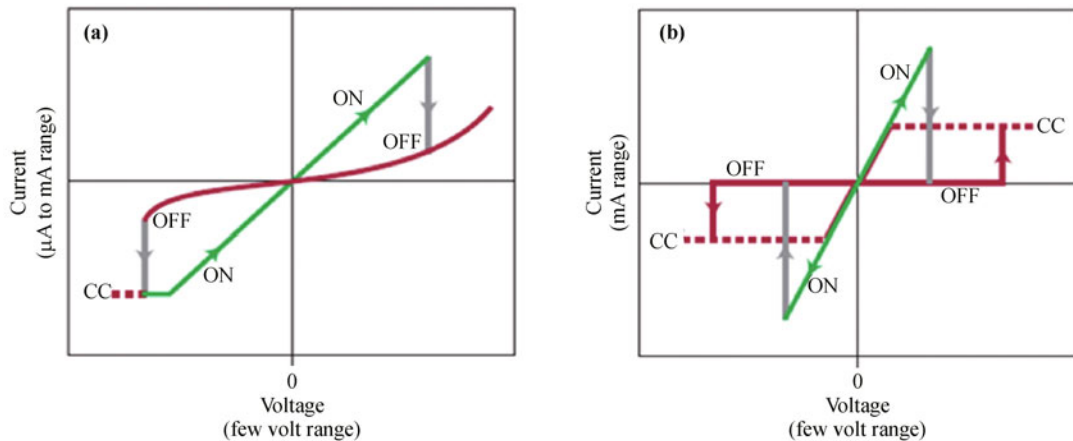 (a)
ON
OFF
OFF
ON
CC
Current
(μA to mA range)
0
Voltage
(few volt range)
(b)
ON
CC
OFF
OFF
CC
ON
Current
(mA range)
0
Voltage
(few volt range)